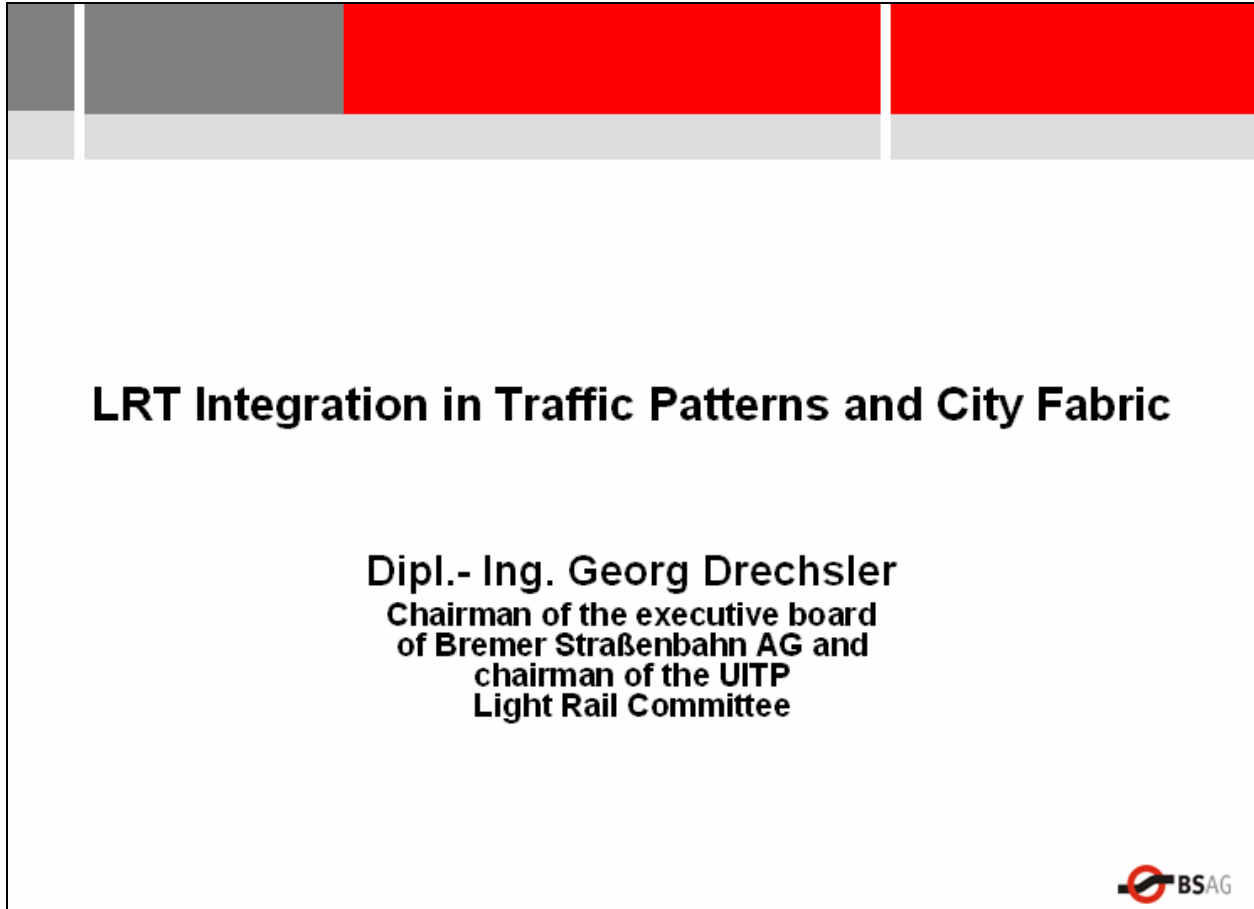 LRT Integration in Traffic Patterns and City Fabric
Dipl.- Ing. Georg Drechsler
Chairman of the executive board
of Bremer Straßenbahn AG and
chairman of the UITP
Light Rail Committee
BSAG